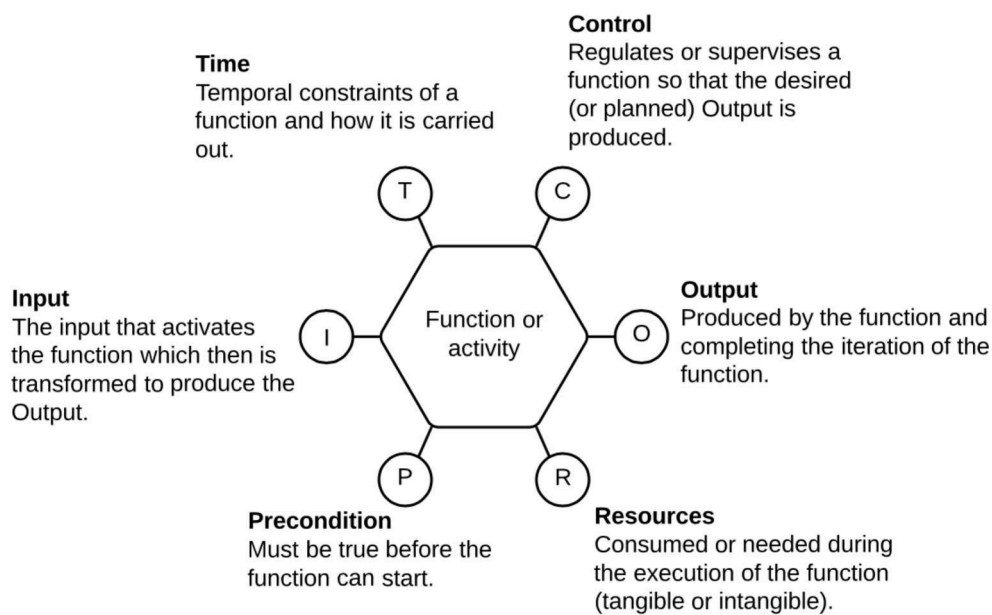 Control
Regulates or supervises a
function so that the desired
(or planned) Output is
produced.
Time
Temporal constraints of a
function and how it is carried
out.
T
C
Input
The input that activates
the function which then is
transformed to produce the
Output.
I
Function or
activity
O
Output
Produced by the function and
completing the iteration of the
function.
P
R
Precondition
Must be true before the
function can start.
Resources
Consumed or needed during
the execution of the function
(tangible or intangible).